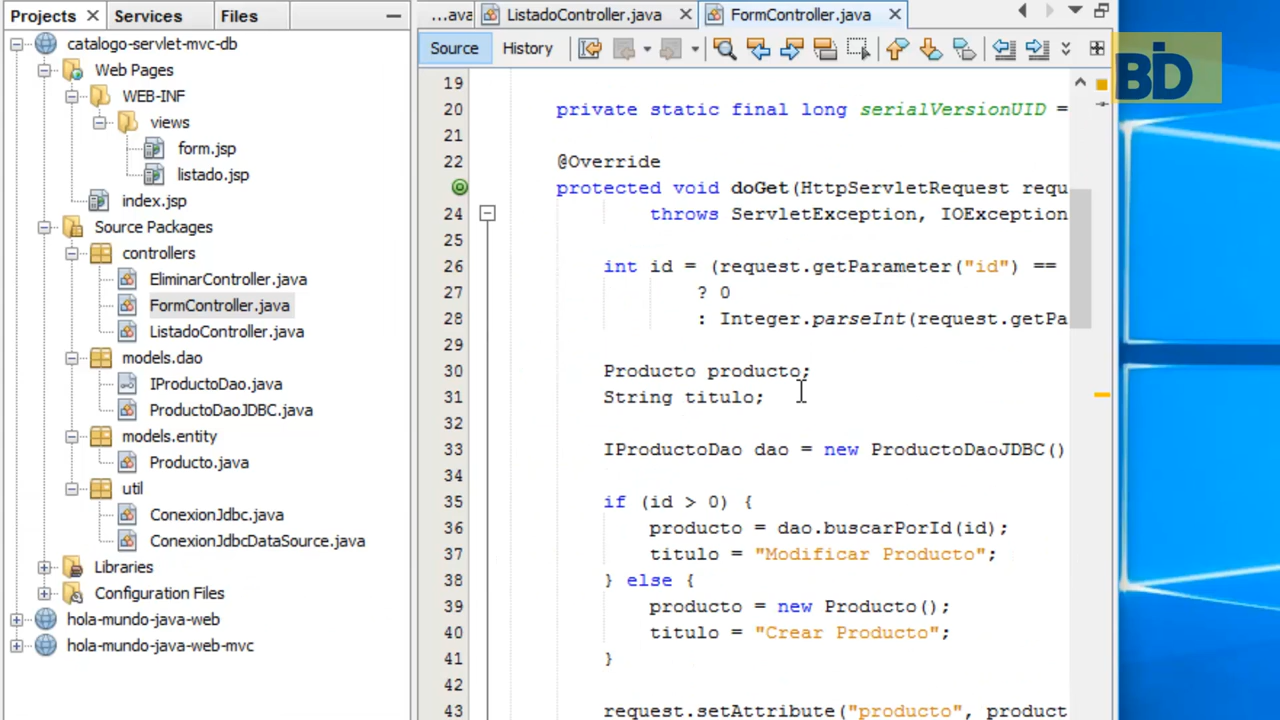 Projects
Services
Files
...ava
ListadoController.java
FormController.java
Source
History
BD
catalogo-servlet-mvc-db
Web Pages
WEB-INF
views
form.jsp
listado.jsp
index.jsp
Source Packages
controllers
EliminarController.java
FormController.java
ListadoController.java
models.dao
IProductoDao.java
ProductoDaoJDBC.java
models.entity
Producto.java
util
ConexionJdbc.java
ConexionJdbcDataSource.java
Libraries
Configuration Files
hola-mundo-java-web
hola-mundo-java-web-mvc
19
20 private static final long serialVersionUID =
21
22 @Override
protected void doGet(HttpServletRequest requ
24 throws ServletException, IOException
25
26 int id = (request.getParameter("id") ==
27 ? 0
28 : Integer.parseInt(request.getPa
29
30 Producto producto;
31 String titulo;
32
33 IProductoDao dao = new ProductoDaoJDBC()
34
35 if (id > 0) {
36 producto = dao.buscarPorId(id);
37 titulo = "Modificar Producto";
38 } else {
39 producto = new Producto();
40 titulo = "Crear Producto";
41 }
42
43 request.setAttribute("producto", product